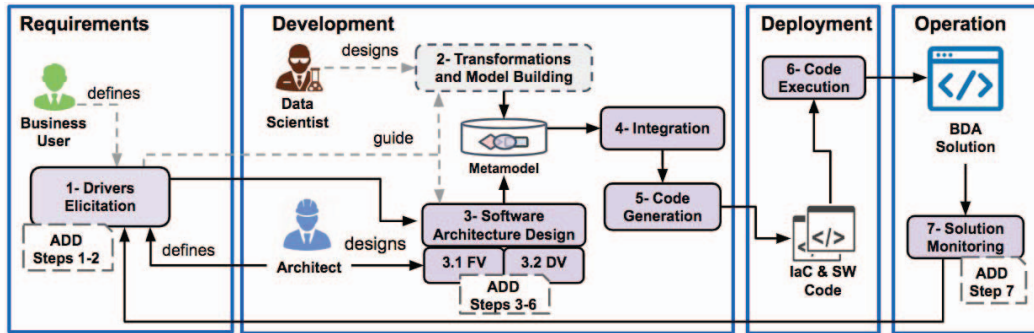 Requirements
Development
Deployment
Operation
defines
Business
User
1- Drivers
Elicitation
ADD
Steps 1-2
defines
designs
Data
Scientist
guide
2- Transformations
and Model Building
Metamodel
Architect
designs
3- Software
Architecture Design
3.1 FV
3.2 DV
ADD
Steps 3-6
4- Integration
5- Code
Generation
6- Code
Execution
</>
IaC & SW
Code
</>
BDA
Solution
7- Solution
Monitoring
ADD
Step 7